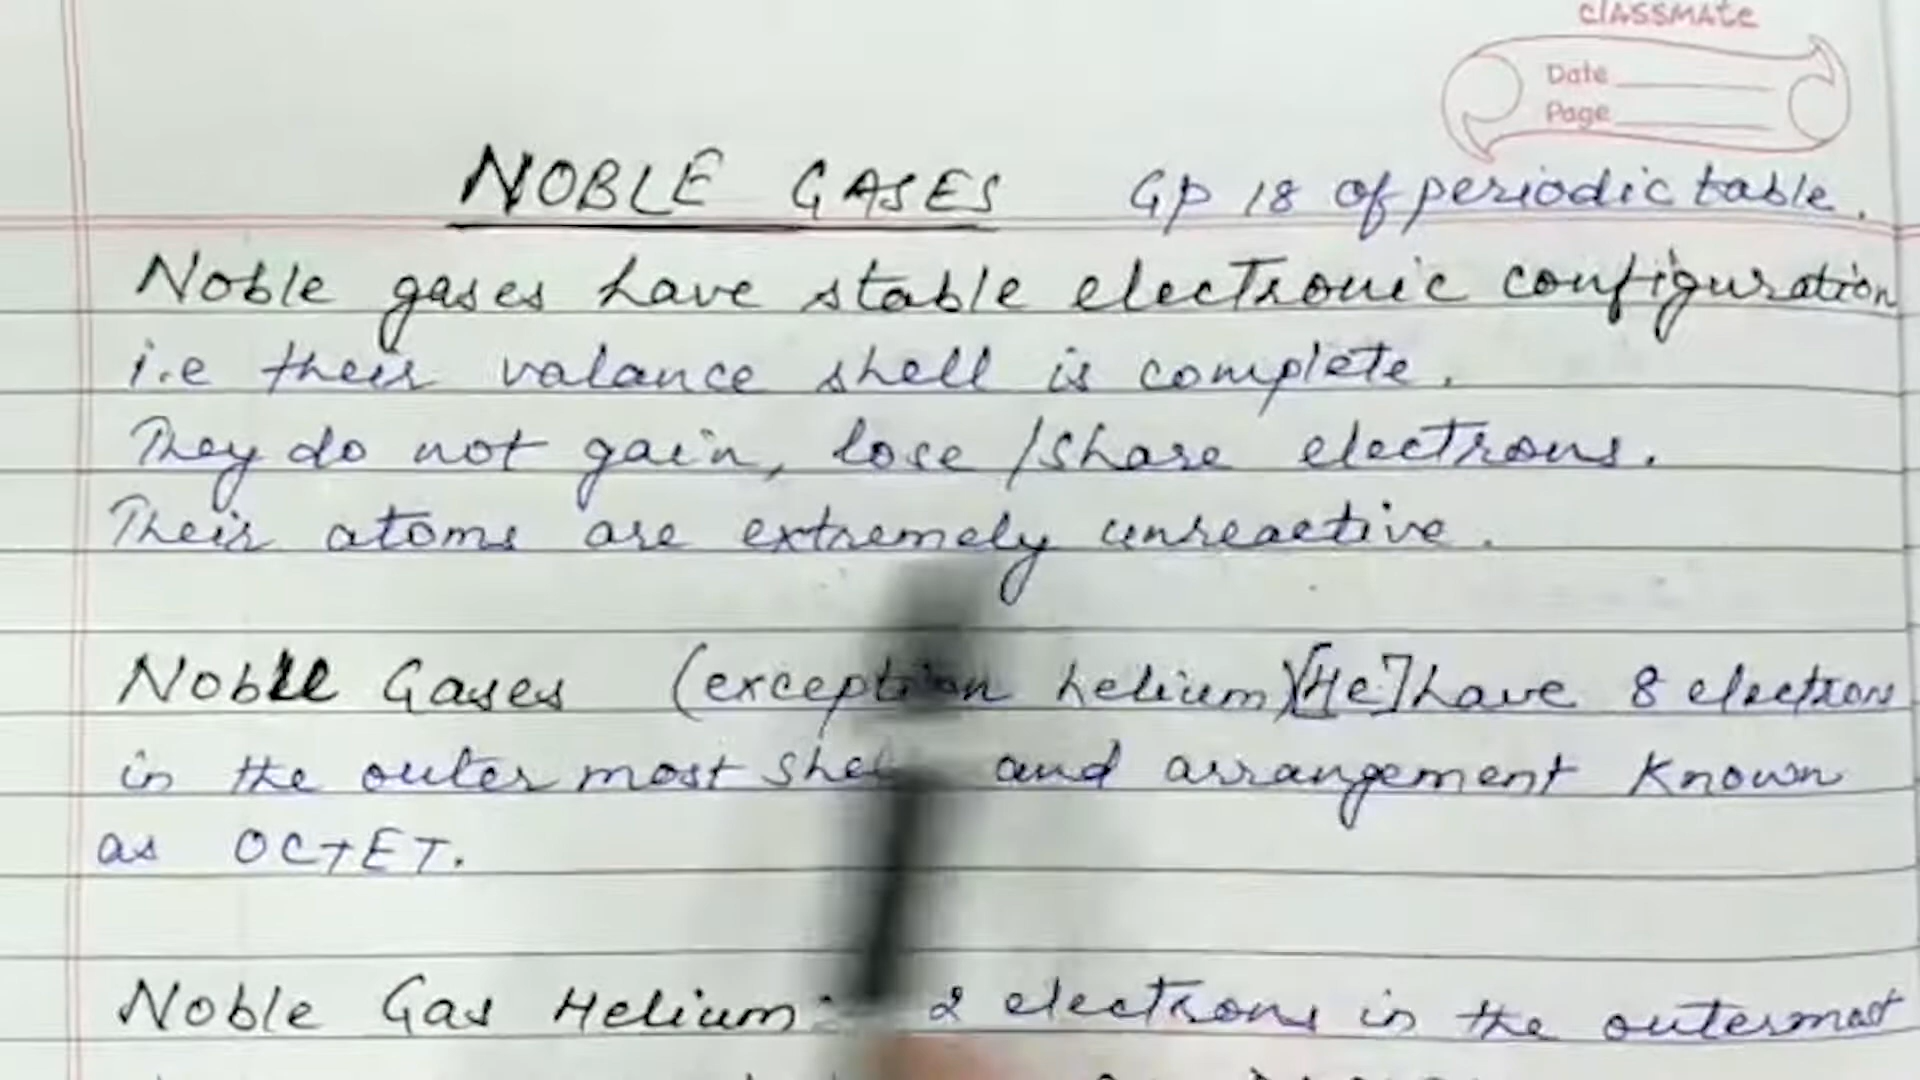 classmate
Date
Page
NOBLE GASES GP 18 of periodic table.
Noble gases have stable electronic configuration
i.e their valance shell is complete.
They do not gain, lose /share electrons.
Their atoms are extremely unreactive.
Noble Gases (exception helium)[He] have 8 electrons
in the outer most and arrangement known
as OCTET.
Noble Gas Helium 2 electrons in the outermost